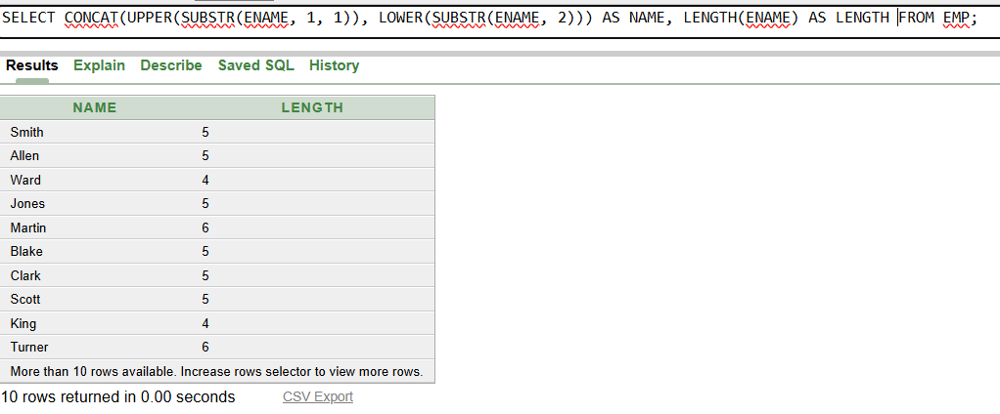 SELECT CONCAT(UPPER(SUBSTR(ENAME, 1, 1)), LOWER(SUBSTR(ENAME, 2))) AS NAME, LENGTH(ENAME) AS LENGTH FROM EMP;
Results Explain Describe Saved SQL History
NAME LENGTH
Smith 5
Allen 5
Ward 4
Jones 5
Martin 6
Blake 5
Clark 5
Scott 5
King 4
Turner 6
More than 10 rows available. Increase rows selector to view more rows.
10 rows returned in 0.00 seconds CSV Export